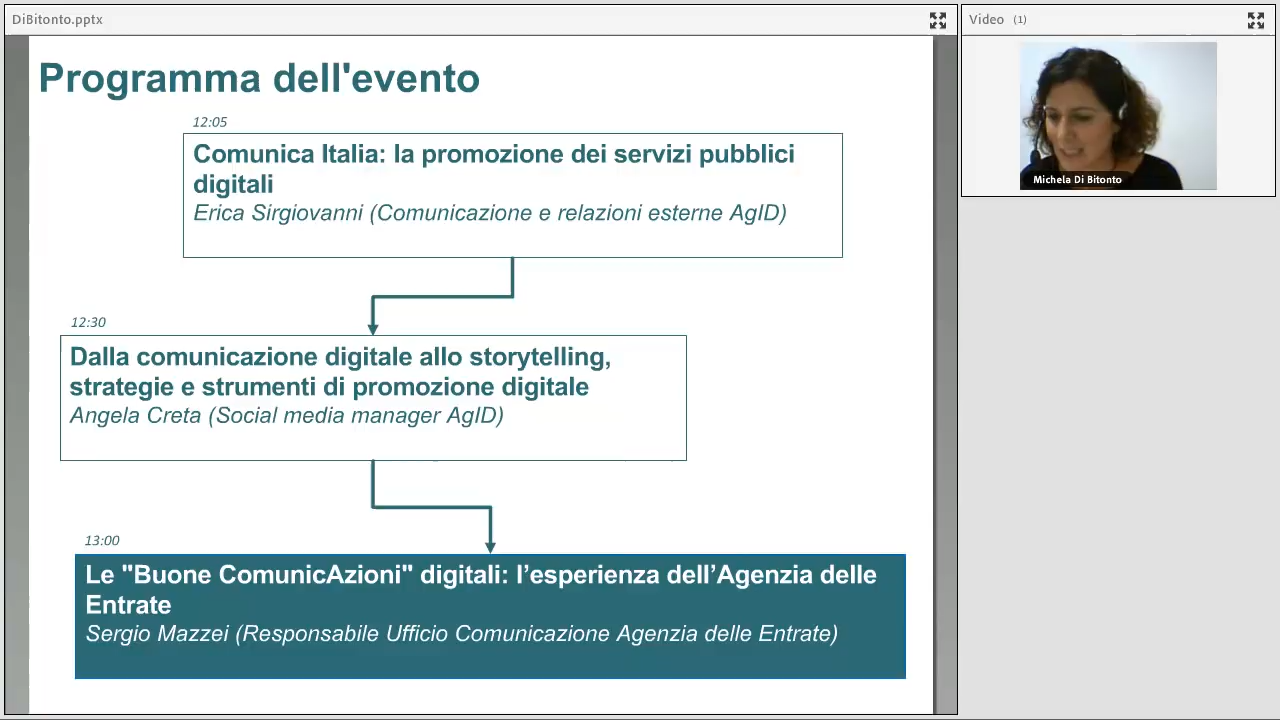 DiBitonto.pptx
Video (1)
Programma dell'evento
12:05
Comunica Italia: la promozione dei servizi pubblici
digitali
Erica Sirgiovanni (Comunicazione e relazioni esterne AgID)
Michela Di Bitonto
12:30
Dalla comunicazione digitale allo storytelling,
strategie e strumenti di promozione digitale
Angela Creta (Social media manager AgID)
13:00
Le "Buone ComunicAzioni" digitali: l’esperienza dell’Agenzia delle
Entrate
Sergio Mazzei (Responsabile Ufficio Comunicazione Agenzia delle Entrate)